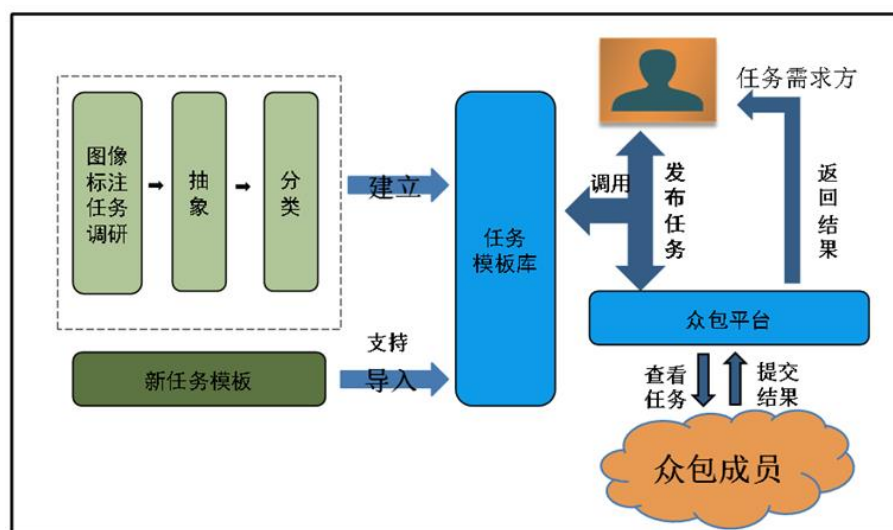 图像
标注
任务
调研
抽
象
分
类
建立
任务
模板库
新任务模板
支持
导入
任务需求方
调用
发
布
任
务
返
回
结
果
众包平台
查看
任务
提交
结果
众包成员